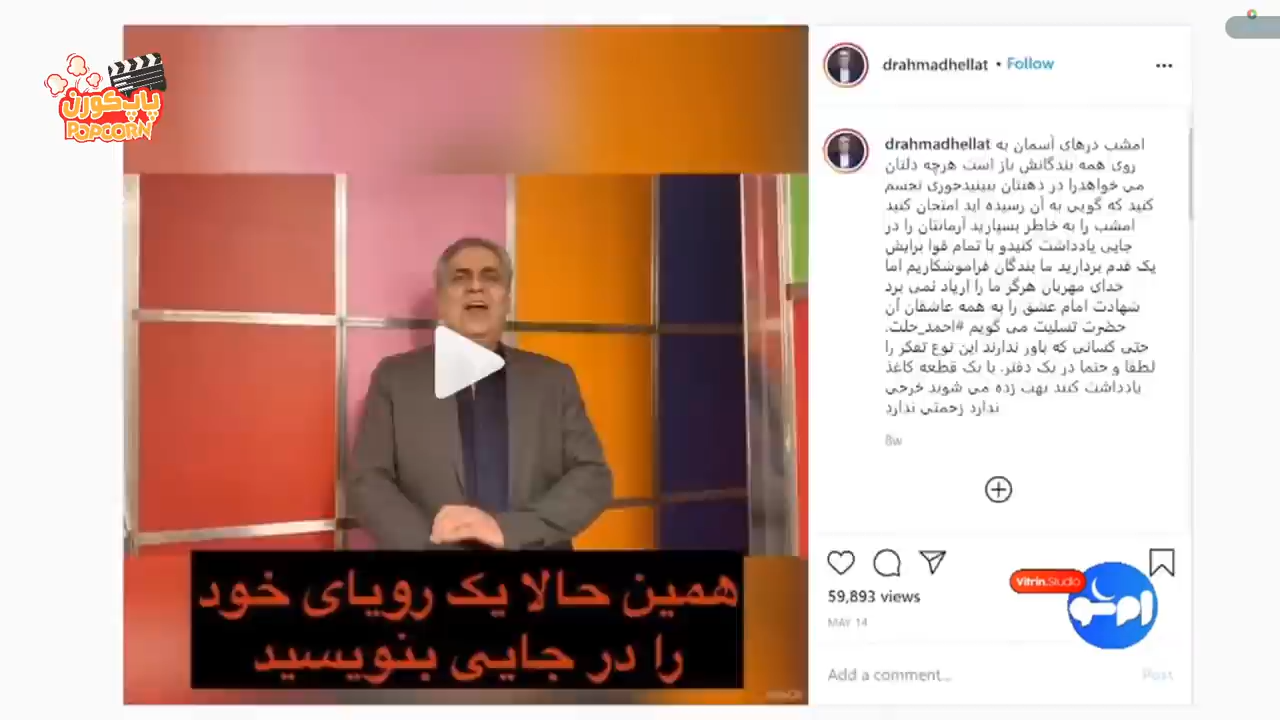 پاپ‌کورن
POPCORN
drahmadhellat • Follow
drahmadhellat امشب درهای آسمان به
روی همه بندگانش باز است هرچه دلتان
می خواهدرا در ذهنتان ببینیدجوری تجسم
کنید که گویی به آن رسیده اید امتحان کنید
امشب را به خاطر بسپارید آرمانتان را در
جایی یادداشت کنیدو با تمام قوا برایش
یک قدم بردارید ما بندگان فراموشکاریم اما
خدای مهربان هرگز ما را ازیاد نمی برد
شهادت امام عشق را به همه عاشقان آن
حضرت تسلیت می گویم #احمد_حلت.
حتی کسانی که باور ندارند این نوع تفکر را
لطفا و حتما در یک دفتر. یا یک قطعه کاغذ
یادداشت کنند بهت زده می شوند خرجی
ندارد زحمتی ندارد
8w
همین حالا یک رویای خود
را در جایی بنویسید
Vitrin.Studio
59,893 views
MAY 14
Add a comment...
Post